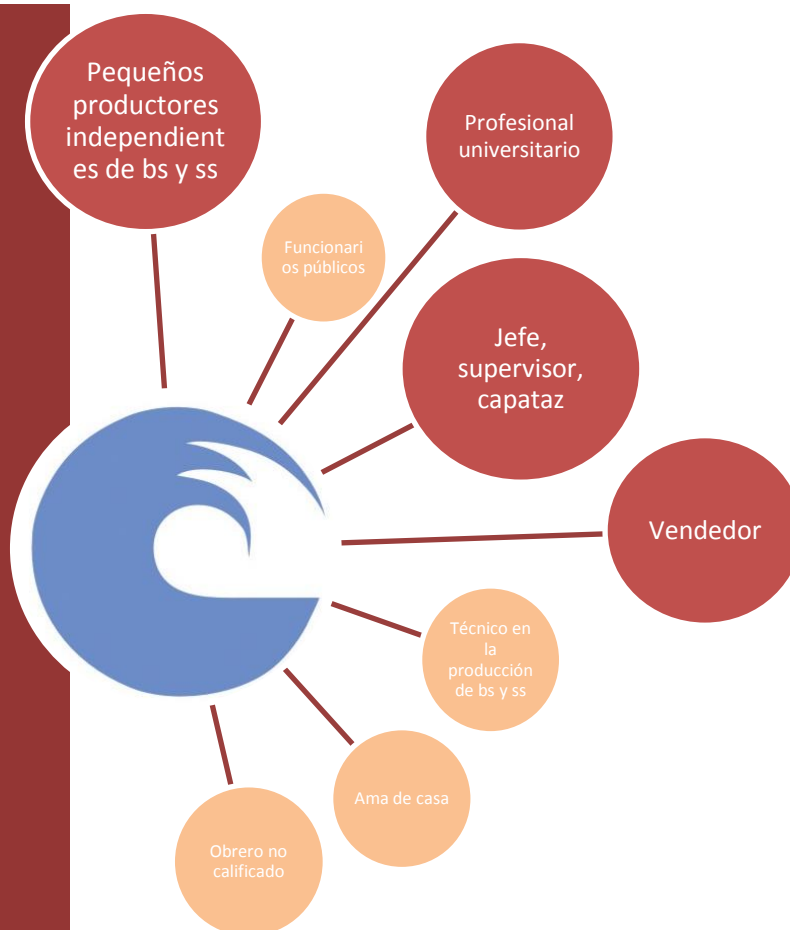 Pequeños
productores
independient
es de bs y ss
Profesional
universitario
Funcionari
os públicos
Jefe,
supervisor,
capataz
Vendedor
Técnico en
la
producción
de bs y ss
Ama de casa
Obrero no
calificado